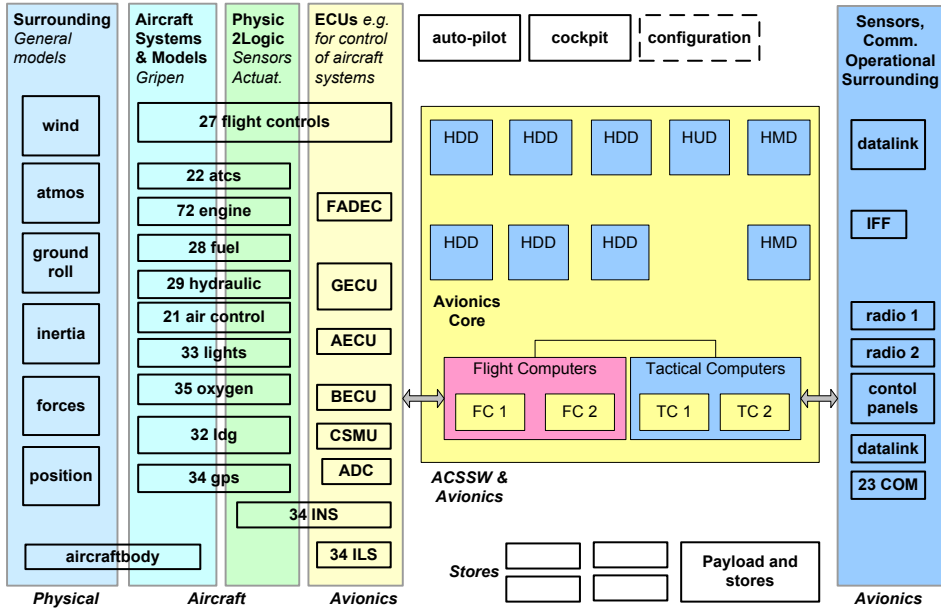 Surrounding
General
models
wind
atmos
ground
roll
inertia
forces
position
Aircraft
Systems
& Models
Gripen
Physic
2Logic
Sensors
Actuat.
ECUs e.g.
for control
of aircraft
systems
27 flight controls
22 atcs
72 engine
28 fuel
29 hydraulic
21 air control
33 lights
35 oxygen
32 ldg
34 gps
34 INS
aircraftbody
FADEC
GECU
AECU
BECU
CSMU
ADC
34 ILS
auto-pilot
cockpit
configuration
HDD
HDD
HDD
HUD
HMD
HDD
HDD
HDD
HMD
Avionics
Core
Flight Computers
FC 1
FC 2
Tactical Computers
TC 1
TC 2
ACSSW &
Avionics
Stores
Payload and
stores
Sensors,
Comm.
Operational
Surrounding
datalink
IFF
radio 1
radio 2
contol
panels
datalink
23 COM
Physical
Aircraft
Avionics
Avionics